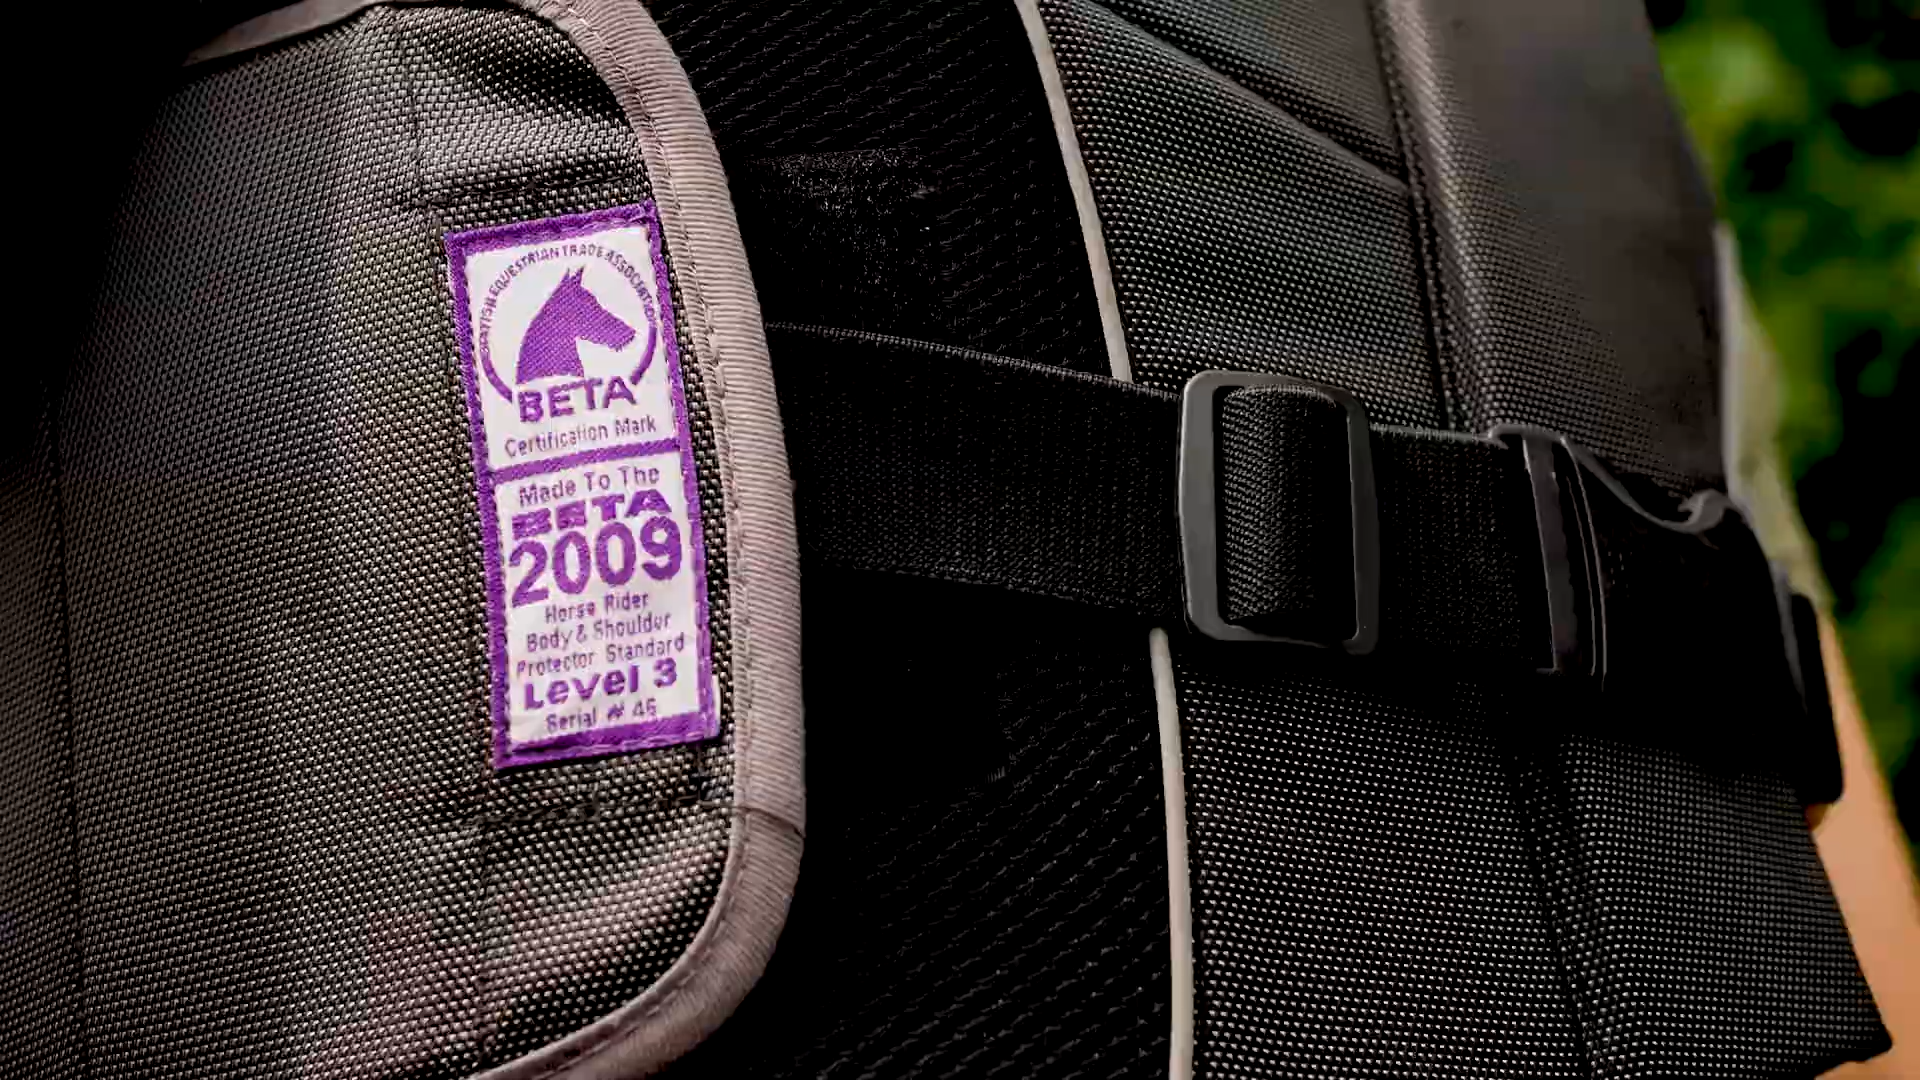 BRITISH EQUESTRIAN TRADE ASSOCIATION
BETA
Certification Mark
Made To The
BETA
2009
Horse Rider
Body & Shoulder
Protector Standard
Level 3
Serial # 46